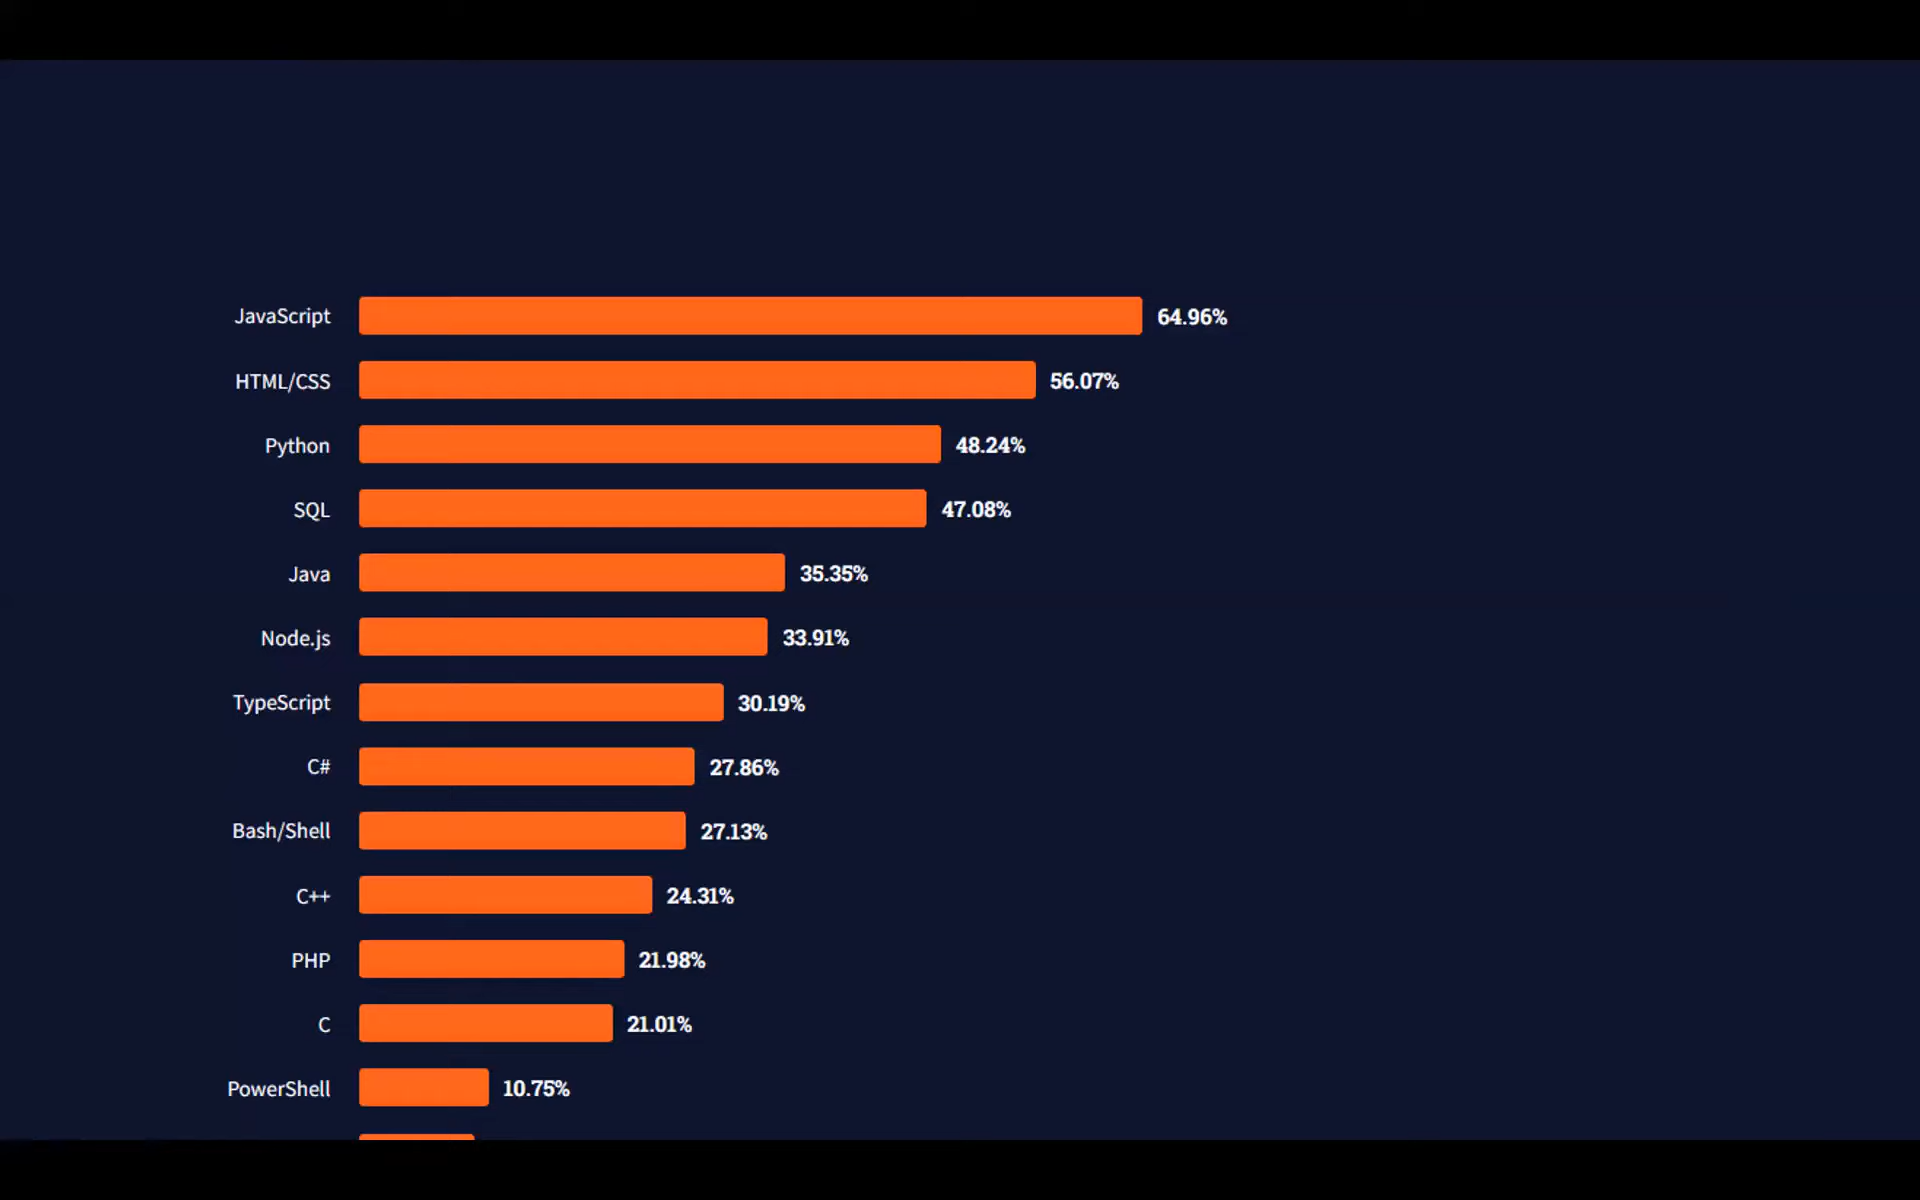 JavaScript 64.96%
HTML/CSS 56.07%
Python 48.24%
SQL 47.08%
Java 35.35%
Node.js 33.91%
TypeScript 30.19%
C# 27.86%
Bash/Shell 27.13%
C++ 24.31%
PHP 21.98%
C 21.01%
PowerShell 10.75%